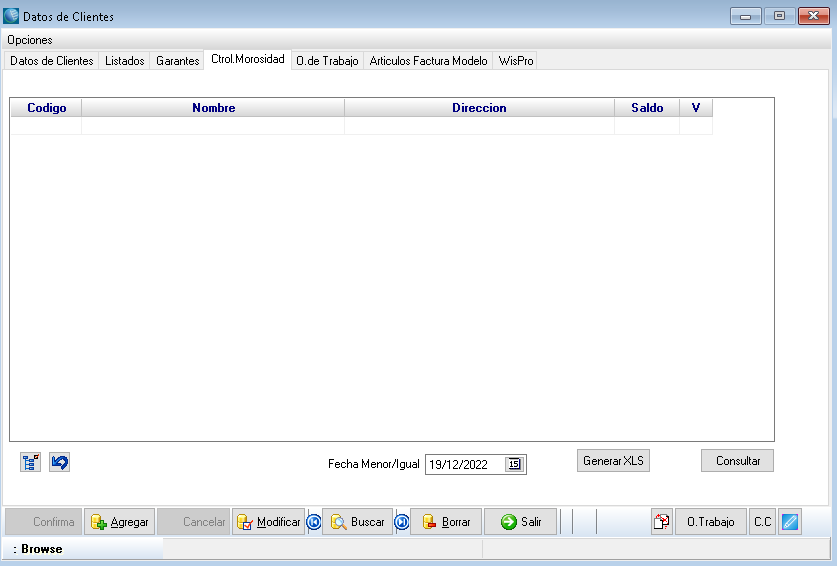 Datos de Clientes
Opciones
Datos de Clientes Listados Garantes Ctrol.Morosidad O.de Trabajo Articulos Factura Modelo WisPro
Codigo Nombre Direccion Saldo V
Fecha Menor/Igual 19/12/2022 15 Generar XLS Consultar
Confirma Agregar Cancelar Modificar Buscar Borrar Salir O.Trabajo C.C
: Browse